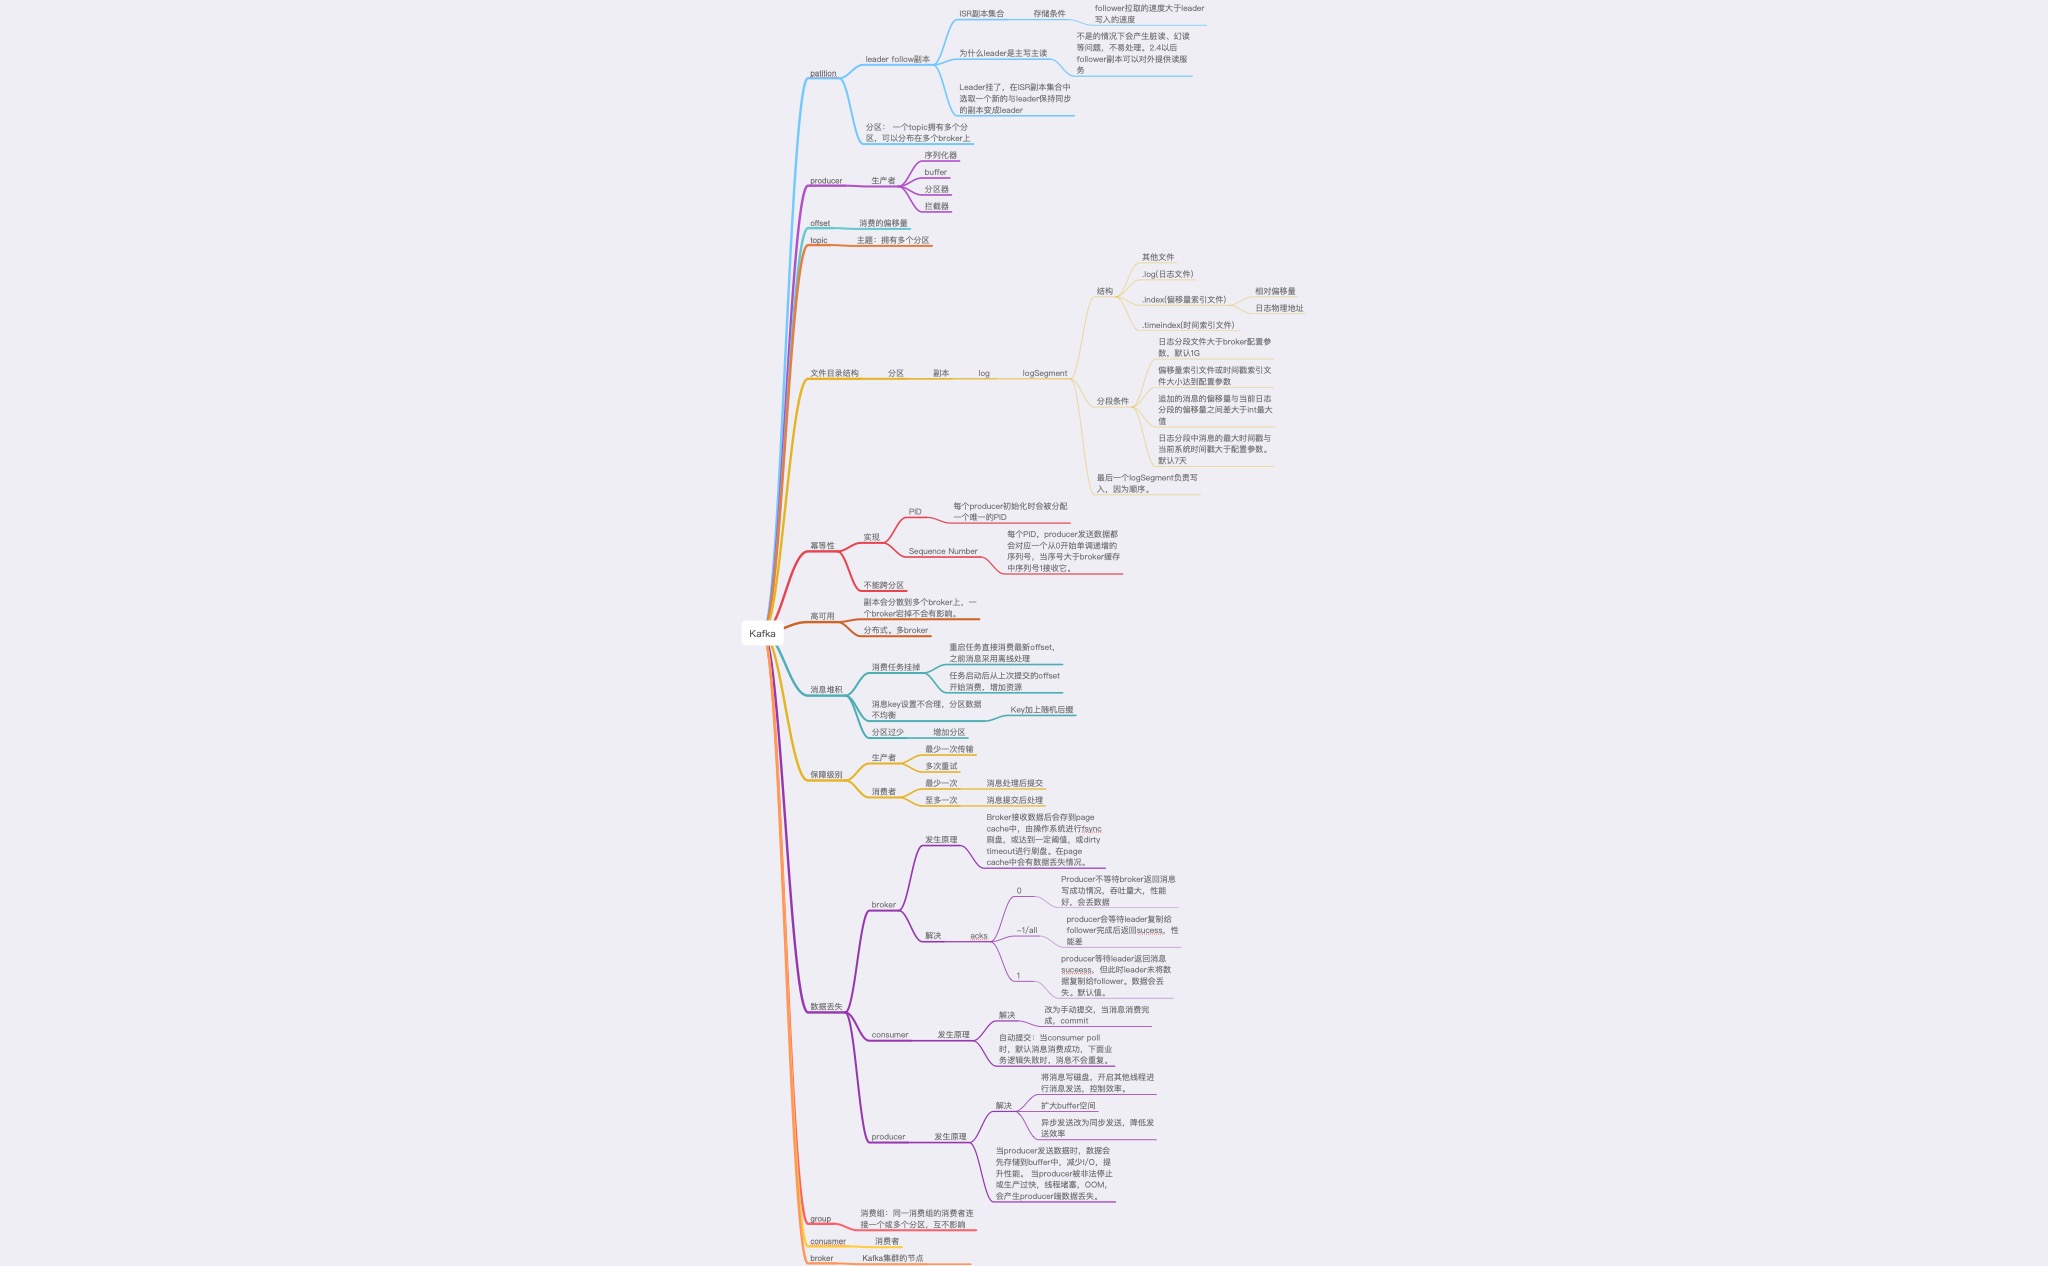 Kafka
patition
leader follow副本
ISR副本集合
存储条件
follower拉取的速度大于leader
写入的速度
为什么leader是主写主读
不是的情况下会产生脏读、幻读
等问题，不易处理。2.4以后
follower副本可以对外提供读服
务
Leader挂了，在ISR副本集合中
选取一个新的与leader保持同步
的副本变成leader
分区： 一个topic拥有多个分
区，可以分布在多个broker上
producer
生产者
序列化器
buffer
分区器
拦截器
offset
消费的偏移量
topic
主题：拥有多个分区
文件目录结构
分区
副本
log
logSegment
结构
其他文件
.log(日志文件)
.index(偏移量索引文件)
相对偏移量
日志物理地址
.timeindex(时间索引文件)
分段条件
日志分段文件大于broker配置参
数，默认1G
偏移量索引文件或时间戳索引文
件大小达到配置参数
追加的消息的偏移量与当前日志
分段的偏移量之间差大于int最大
值
日志分段中消息的最大时间戳与
当前系统时间戳大于配置参数。
默认7天
最后一个logSegment负责写
入，因为顺序。
幂等性
实现
PID
每个producer初始化时会被分配
一个唯一的PID
Sequence Number
每个PID，producer发送数据都
会对应一个从0开始单调递增的
序列号，当序号大于broker缓存
中序列号1接收它。
不能跨分区
高可用
副本会分散到多个broker上，一
个broker宕掉不会有影响。
分布式，多broker
消息堆积
消费任务挂掉
重启任务直接消费最新offset，
之前消息采用离线处理
任务启动后从上次提交的offset
开始消费，增加资源
消息key设置不合理，分区数据
不均衡
Key加上随机后缀
分区过少
增加分区
保障级别
生产者
最少一次传输
多次重试
消费者
最少一次
消息处理后提交
至多一次
消息提交后处理
数据丢失
broker
发生原理
Broker接收数据后会存到page
cache中，由操作系统进行fsync
刷盘，或达到一定阈值，或dirty
timeout进行刷盘。在page
cache中会有数据丢失情况。
解决
acks
0
Producer不等待broker返回消息
写成功情况，吞吐量大，性能
好，会丢数据
-1/all
producer会等待leader复制给
follower完成后返回sucess，性
能差
1
producer等待leader返回消息
suceess，但此时leader未将数
据复制给follower。数据会丢
失。默认值。
consumer
发生原理
解决
改为手动提交，当消息消费完
成，commit
自动提交：当consumer poll
时，默认消息消费成功，下面业
务逻辑失败时，消息不会重复。
producer
发生原理
解决
将消息写磁盘，开启其他线程进
行消息发送，控制效率。
扩大buffer空间
异步发送改为同步发送，降低发
送效率
当producer发送数据时，数据会
先存储到buffer中，减少I/O，提
升性能。 当producer被非法停止
或生产过快，线程堵塞，OOM，
会产生producer端数据丢失。
group
消费组：同一消费组的消费者连
接一个或多个分区，互不影响
conusmer
消费者
broker
Kafka集群的节点